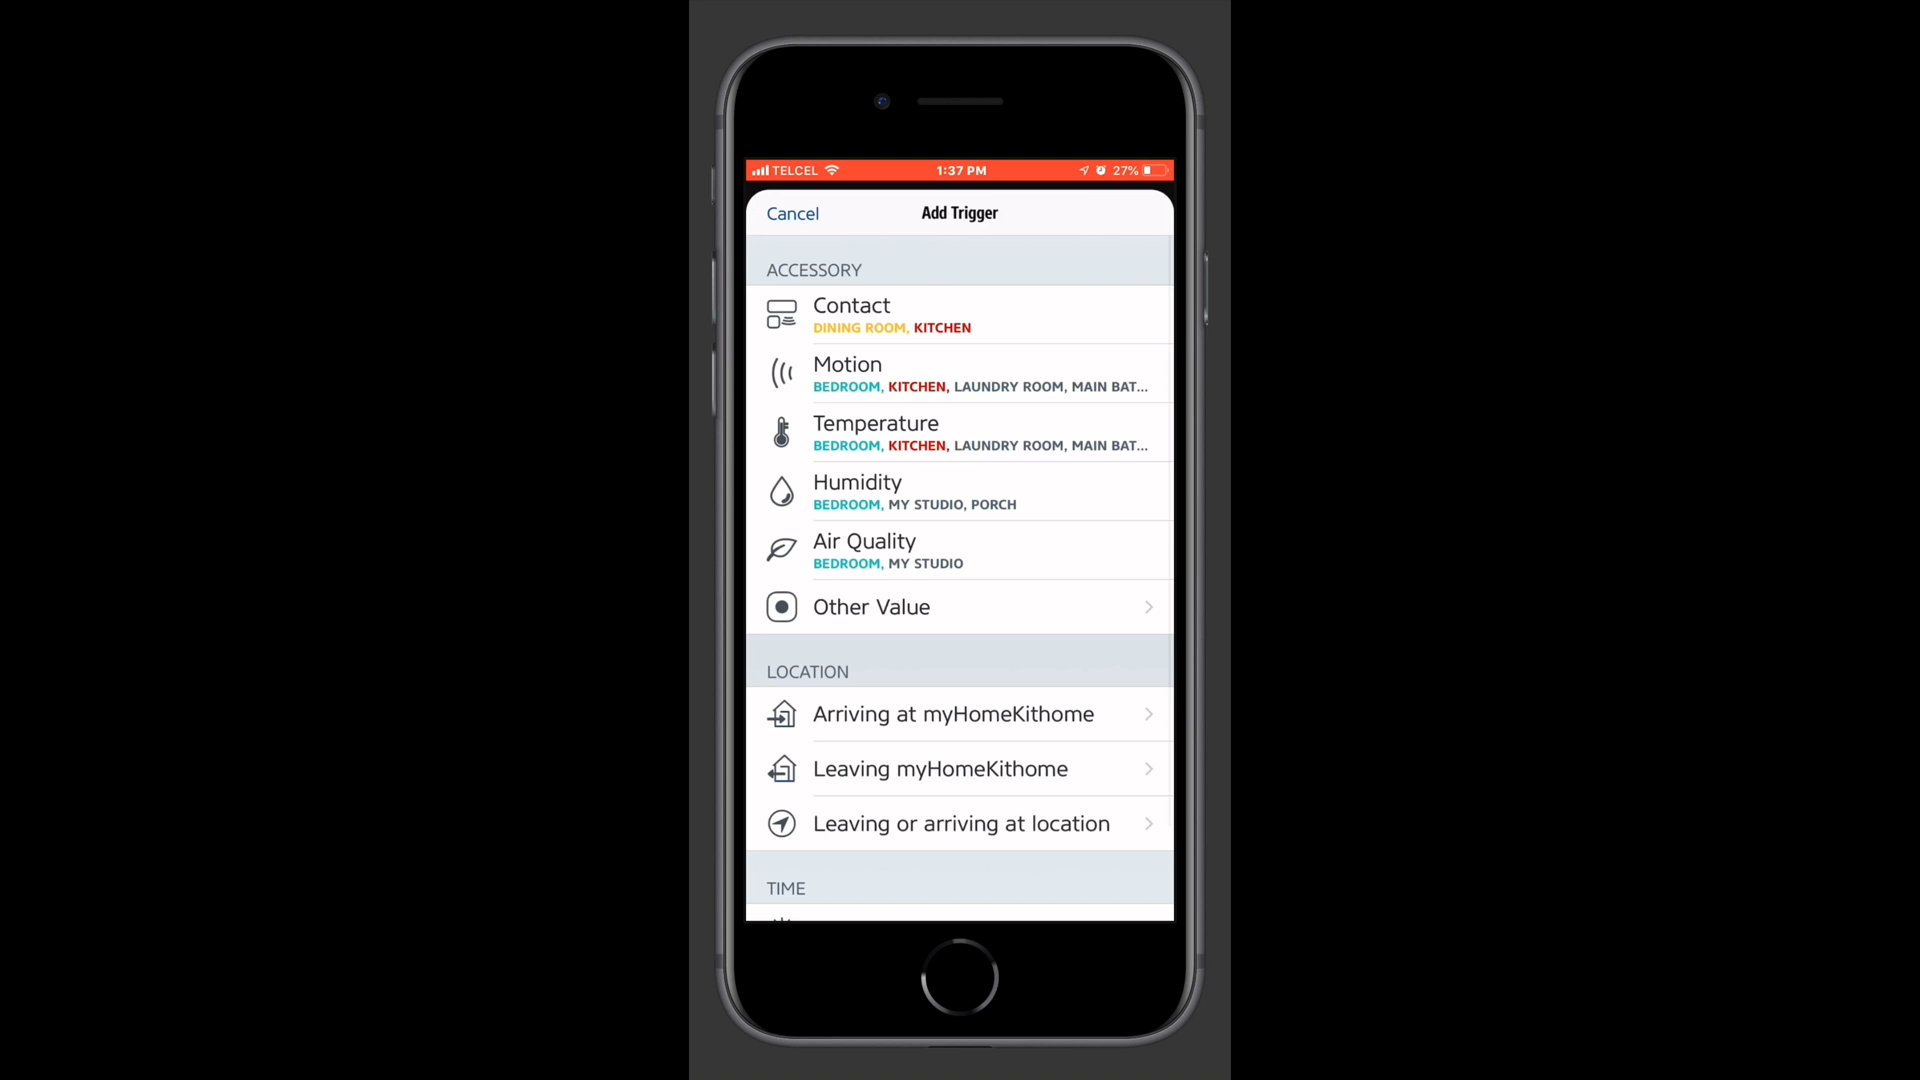 TELCEL 1:37 PM 27%
Cancel Add Trigger
ACCESSORY
Contact
DINING ROOM, KITCHEN
Motion
BEDROOM, KITCHEN, LAUNDRY ROOM, MAIN BAT...
Temperature
BEDROOM, KITCHEN, LAUNDRY ROOM, MAIN BAT...
Humidity
BEDROOM, MY STUDIO, PORCH
Air Quality
BEDROOM, MY STUDIO
Other Value
LOCATION
Arriving at myHomeKithome
Leaving myHomeKithome
Leaving or arriving at location
TIME